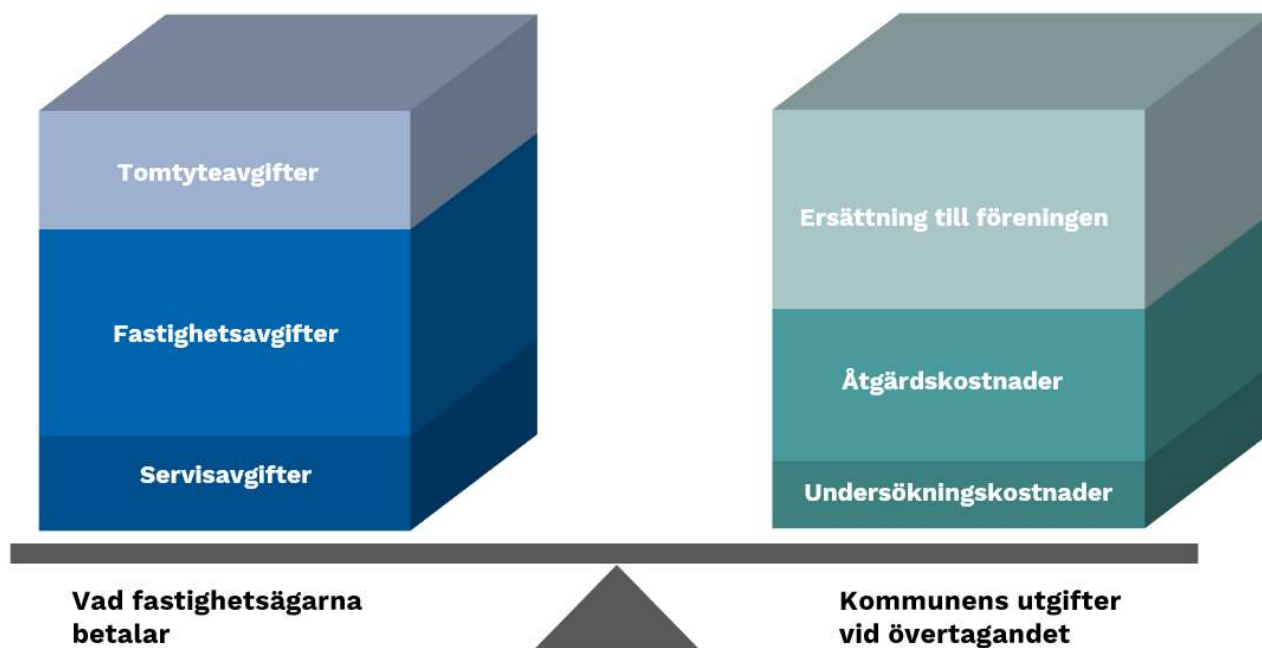 Tomtyteavgifter
Fastighetsavgifter
Servisavgifter
Ersättning till föreningen
Åtgärdskostnader
Undersökningskostnader
Vad fastighetsägarna
betalar
Kommunens utgifter
vid övertagandet